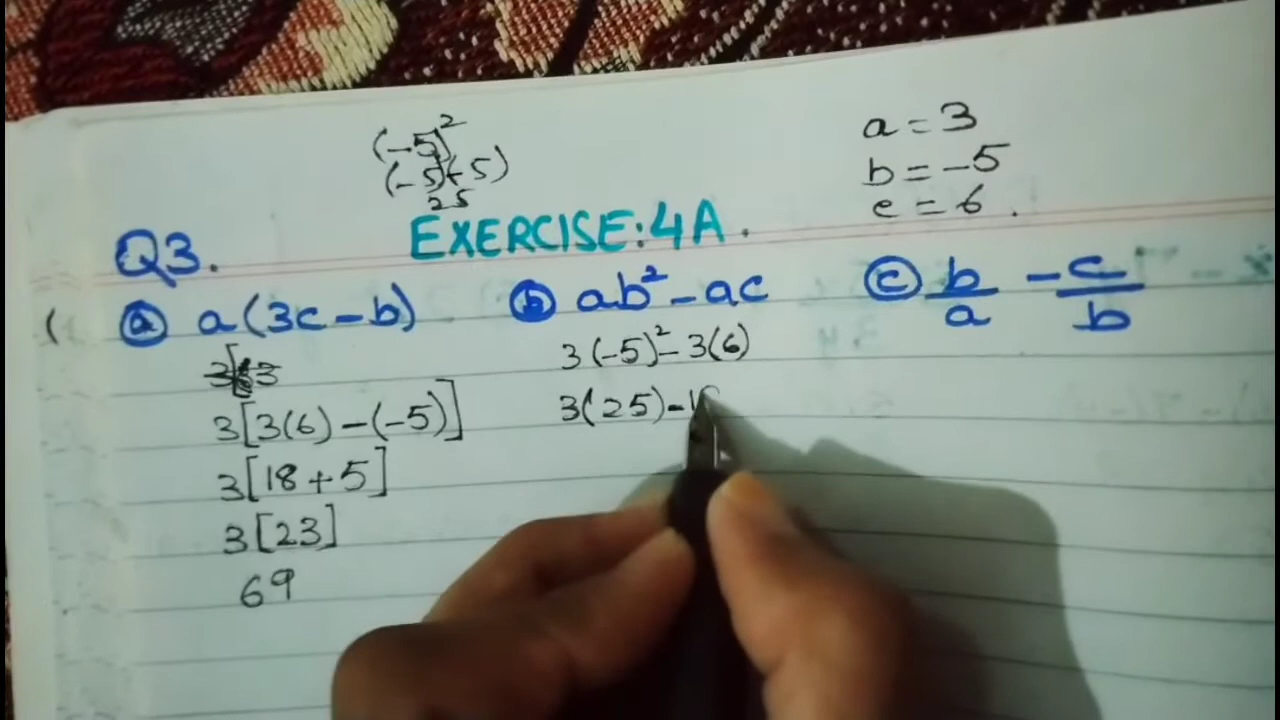 (-5)²
(-5)(-5)
25
a = 3
b = -5
c = 6.
EXERCISE:4A.
Q3.
( ⓐ a(3c-b)
3[3(6)-(-5)]
3[18+5]
3[23]
69
ⓑ ab²-ac
3(-5)²-3(6)
3(25)-18
ⓒ b/a - c/b